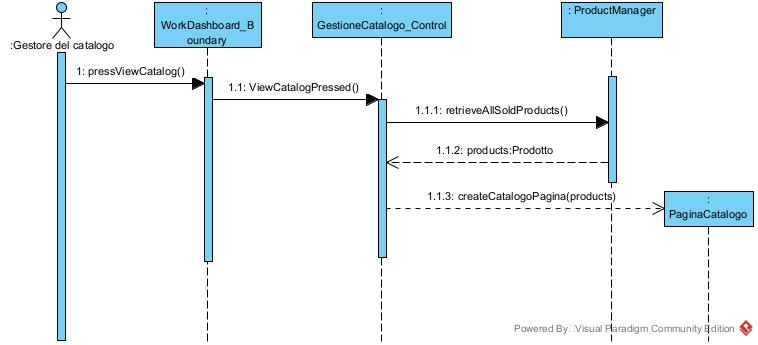 :Gestore del catalogo
:
WorkDashboard_B
oundary
:
GestioneCatalogo_Control
: ProductManager
1: pressViewCatalog()
1.1: ViewCatalogPressed()
1.1.1: retrieveAllSoldProducts()
1.1.2: products:Prodotto
1.1.3: createCatalogoPagina(products)
:
PaginaCatalogo
Powered By Visual Paradigm Community Edition